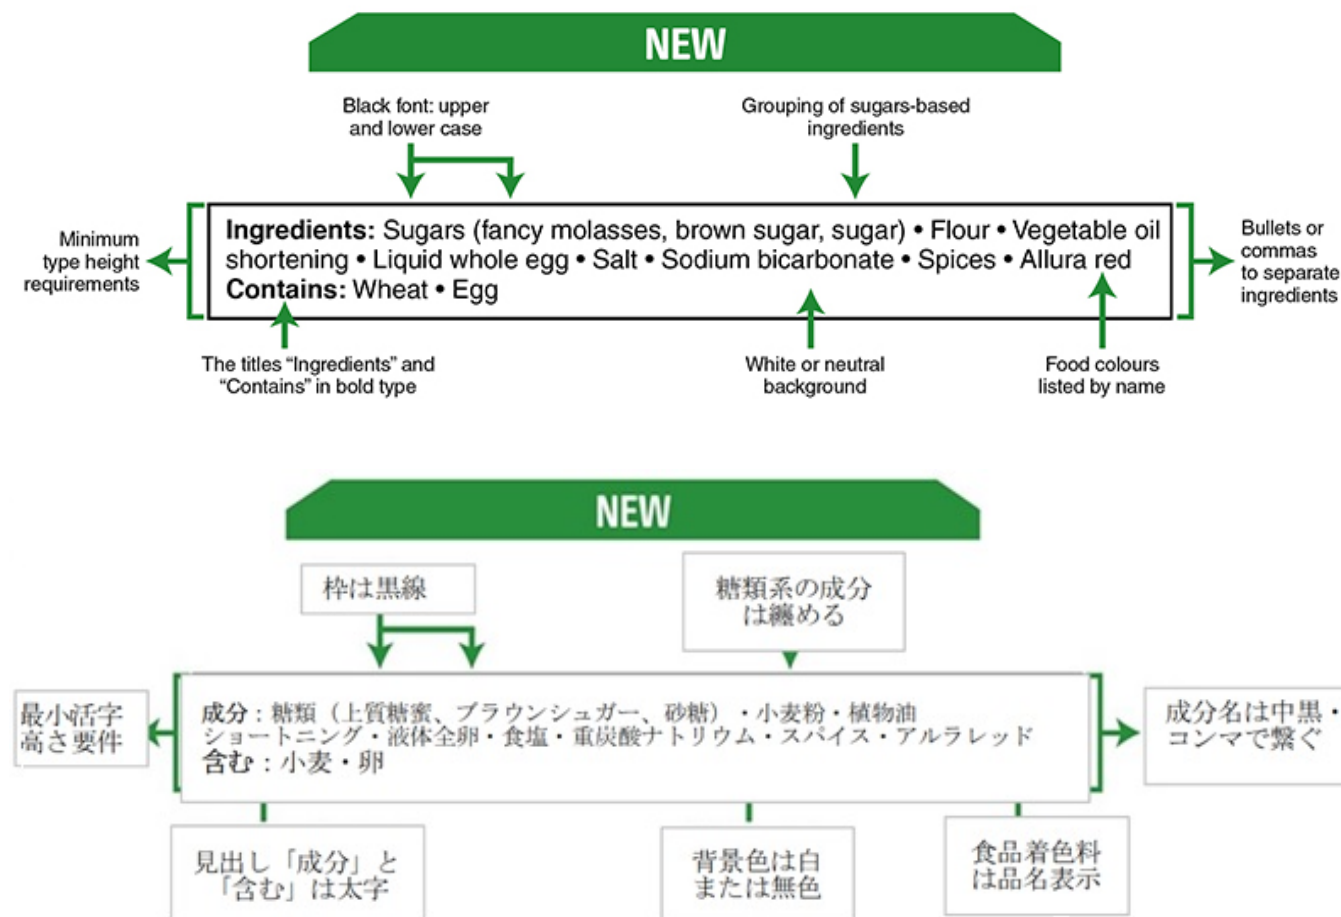 NEW
Black font: upper
and lower case
Grouping of sugars-based
ingredients
Minimum
type height
requirements
Ingredients: Sugars (fancy molasses, brown sugar, sugar) • Flour • Vegetable oil
shortening • Liquid whole egg • Salt • Sodium bicarbonate • Spices • Allura red
Contains: Wheat • Egg
Bullets or
commas
to separate
ingredients
The titles “Ingredients” and
“Contains” in bold type
White or neutral
background
Food colours
listed by name
NEW
枠は黒線
糖類系の成分
は纏める
最小活字
高さ要件
成分：糖類（上質糖蜜、ブラウンシュガー、砂糖）・小麦粉・植物油
ショートニング・液体全卵・食塩・重炭酸ナトリウム・スパイス・アルラレッド
含む：小麦・卵
成分名は中黒・
コンマで繋ぐ
見出し「成分」と
「含む」は太字
背景色は白
または無色
食品着色料
は品名表示